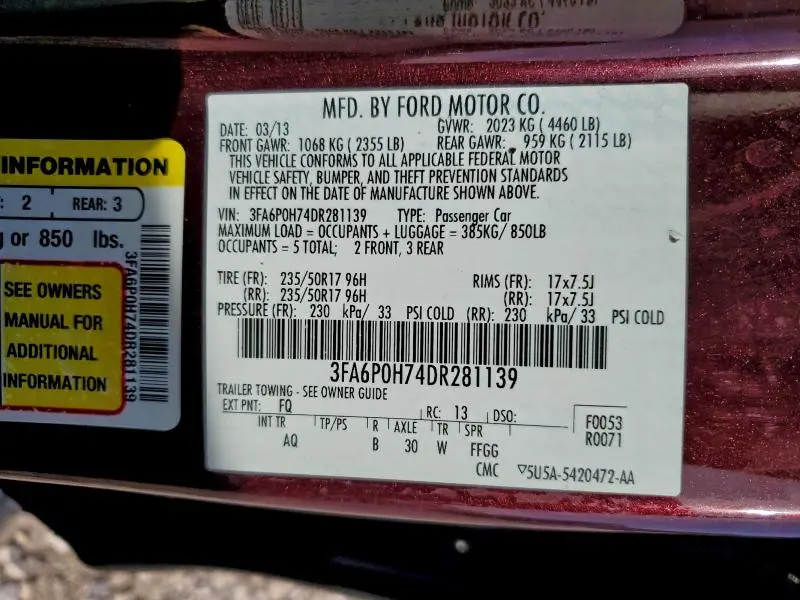 FORD MOTOR CO.
MFD. BY FORD MOTOR CO.
DATE: 03/13 GVWR: 2023 KG ( 4460 LB)
FRONT GAWR: 1068 KG ( 2355 LB) REAR GAWR: 959 KG ( 2115 LB)
THIS VEHICLE CONFORMS TO ALL APPLICABLE FEDERAL MOTOR
VEHICLE SAFETY, BUMPER, AND THEFT PREVENTION STANDARDS
IN EFFECT ON THE DATE OF MANUFACTURE SHOWN ABOVE.
VIN: 3FA6P0H74DR281139 TYPE: Passenger Car
MAXIMUM LOAD = OCCUPANTS + LUGGAGE = 385KG/ 850LB
OCCUPANTS = 5 TOTAL; 2 FRONT, 3 REAR
TIRE (FR): 235/50R17 96H RIMS (FR): 17x7.5J
(RR): 235/50R17 96H (RR): 17x7.5J
PRESSURE (FR): 230 kPa/ 33 PSI COLD (RR): 230 kPa/ 33 PSI COLD
3FA6P0H74DR281139
TRAILER TOWING - SEE OWNER GUIDE
EXT PNT: FQ RC: 13 DSO: F0053
INT TR TP/PS R AXLE TR SPR R0071
AQ B 30 W FFGG
CMC ▽5U5A-5420472-AA
INFORMATION
: 2 REAR: 3
or 850 lbs.
SEE OWNERS
MANUAL FOR
ADDITIONAL
INFORMATION
3FA6P0H74DR281139